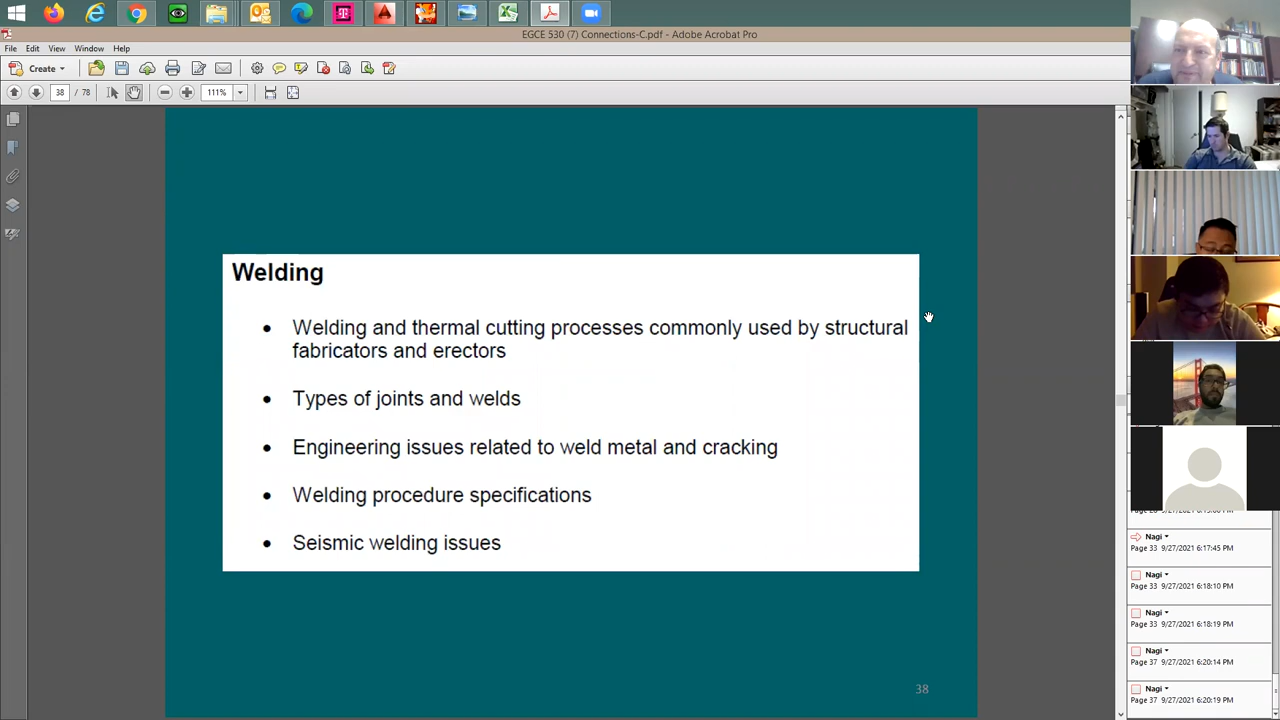 EGCE 530 (7) Connections-C.pdf - Adobe Acrobat Pro
File Edit View Window Help
Create
38 / 78 111%
Welding
• Welding and thermal cutting processes commonly used by structural
fabricators and erectors
• Types of joints and welds
• Engineering issues related to weld metal and cracking
• Welding procedure specifications
• Seismic welding issues
38
Nagi
Page 33 9/27/2021 6:17:45 PM
Nagi
Page 33 9/27/2021 6:18:10 PM
Nagi
Page 33 9/27/2021 6:18:19 PM
Nagi
Page 37 9/27/2021 6:20:14 PM
Nagi
Page 37 9/27/2021 6:20:19 PM